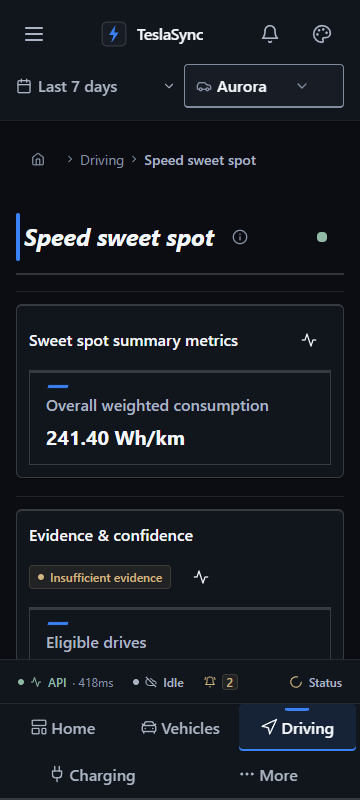 TeslaSync
Last 7 days
Aurora
Driving
Speed sweet spot
Speed sweet spot
Sweet spot summary metrics
Overall weighted consumption
241.40 Wh/km
Evidence & confidence
Insufficient evidence
Eligible drives
API · 418ms
Idle
2
Status
Home
Vehicles
Driving
Charging
More